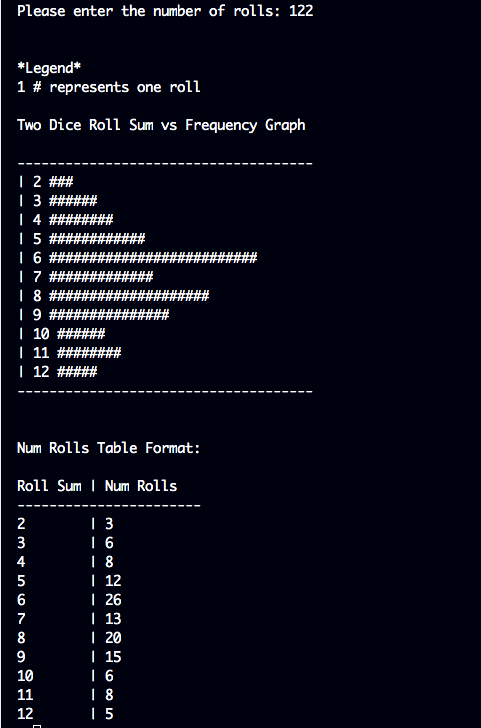 Please enter the number of rolls: 122
*Legend*
1 # represents one roll
Two Dice Roll Sum vs Frequency Graph
-------------------------------------
| 2 ###
| 3 ######
| 4 ########
| 5 ############
| 6 ##########################
| 7 #############
| 8 ####################
| 9 ###############
| 10 ######
| 11 ########
| 12 #####
-------------------------------------
Num Rolls Table Format:
Roll Sum | Num Rolls
-----------------------
2        | 3
3        | 6
4        | 8
5        | 12
6        | 26
7        | 13
8        | 20
9        | 15
10       | 6
11       | 8
12       | 5